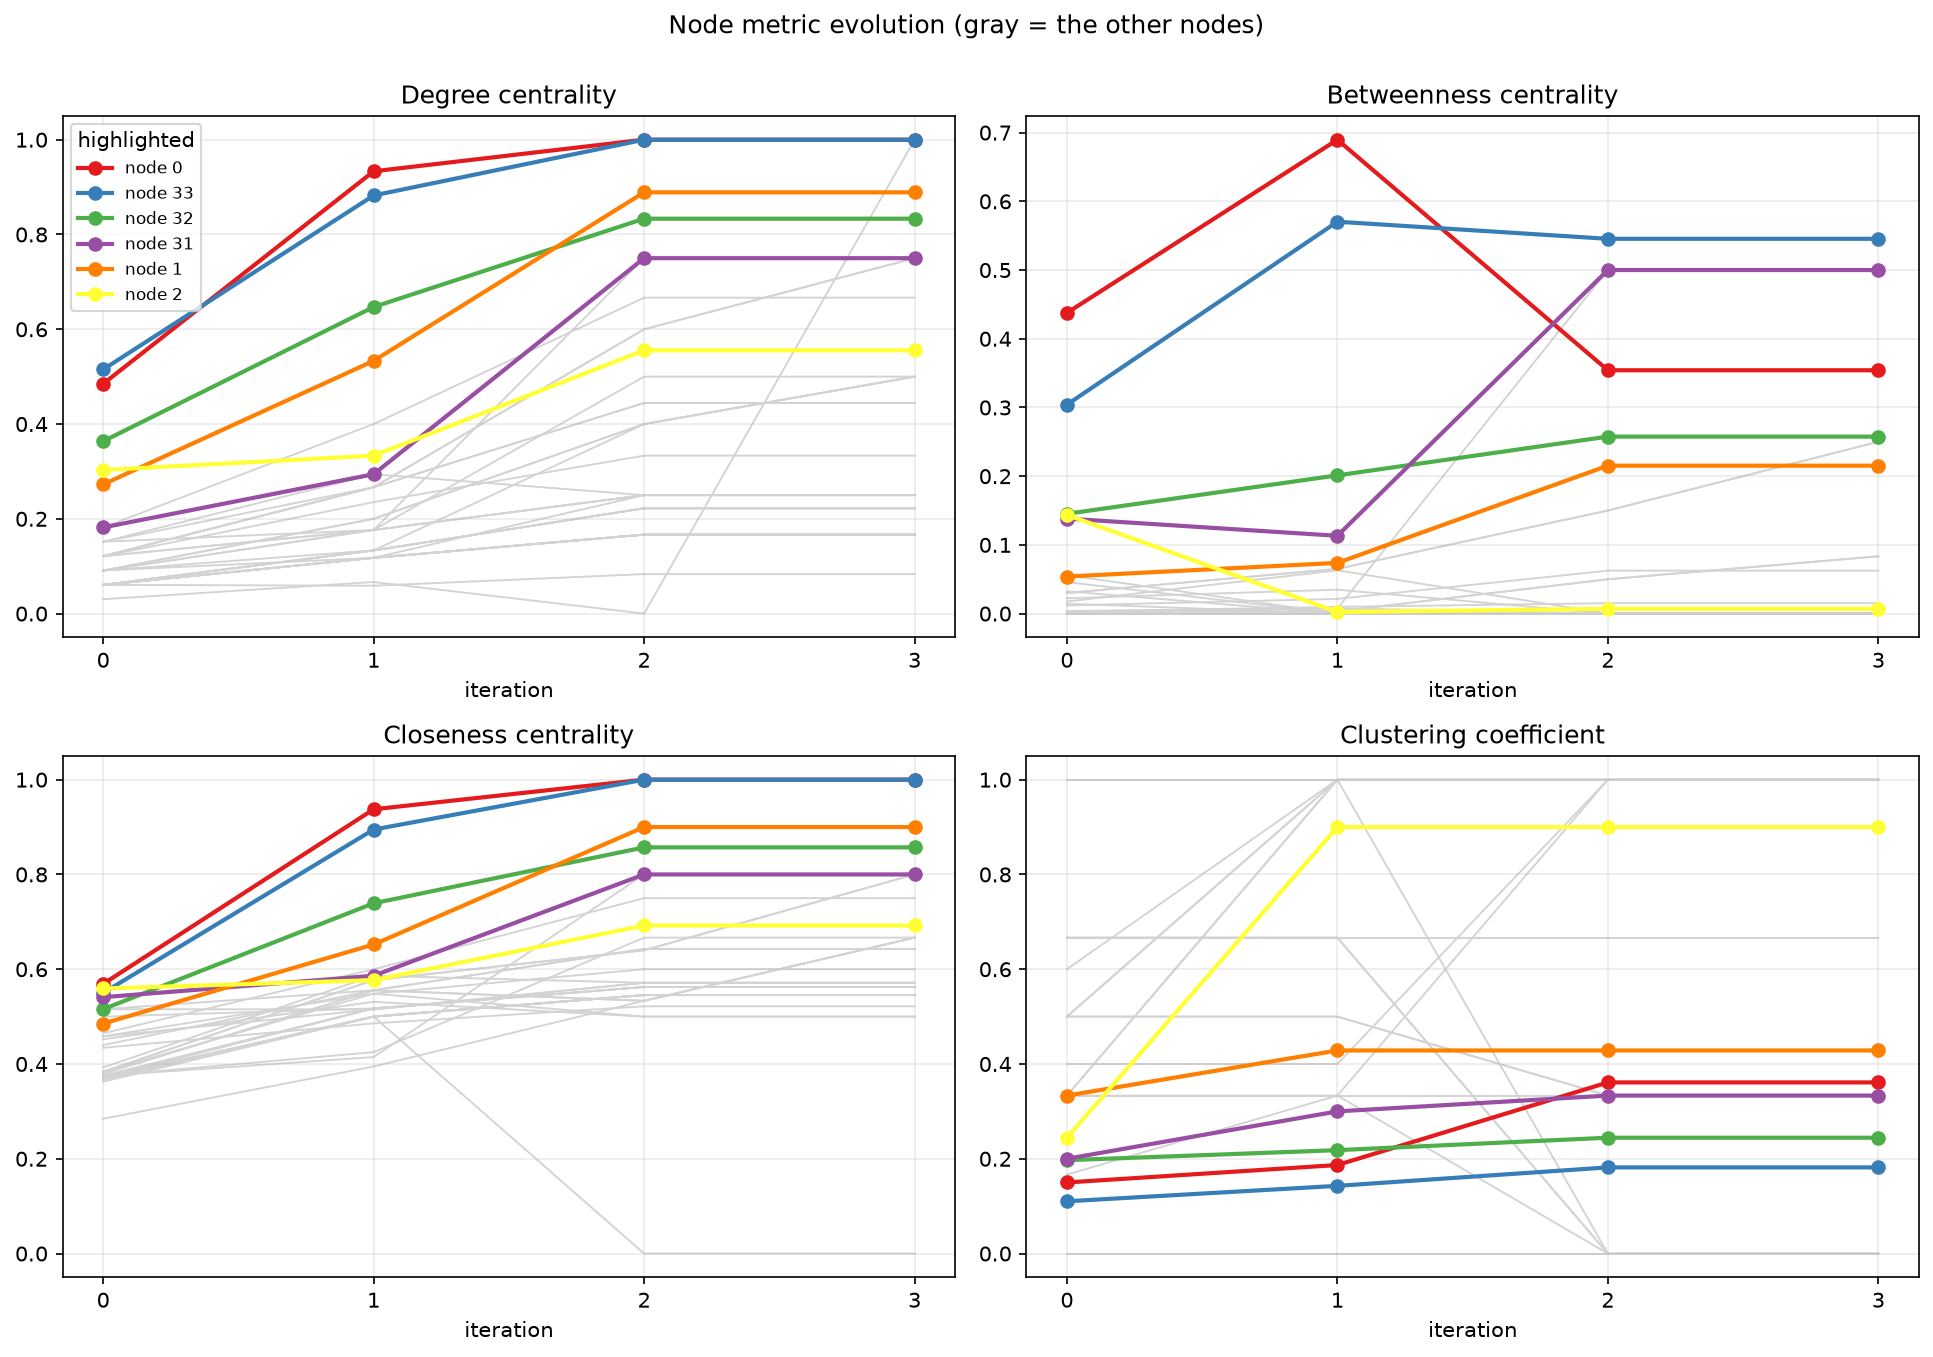 Node metric evolution (gray = the other nodes)
Degree centrality
1.0
0.8
0.6
0.4
0.2
0.0
highlighted
node 0
node 33
node 32
node 31
node 1
node 2
0 1 2 3
iteration
Betweenness centrality
0.7
0.6
0.5
0.4
0.3
0.2
0.1
0.0
0 1 2 3
iteration
Closeness centrality
1.0
0.8
0.6
0.4
0.2
0.0
0 1 2 3
iteration
Clustering coefficient
1.0
0.8
0.6
0.4
0.2
0.0
0 1 2 3
iteration